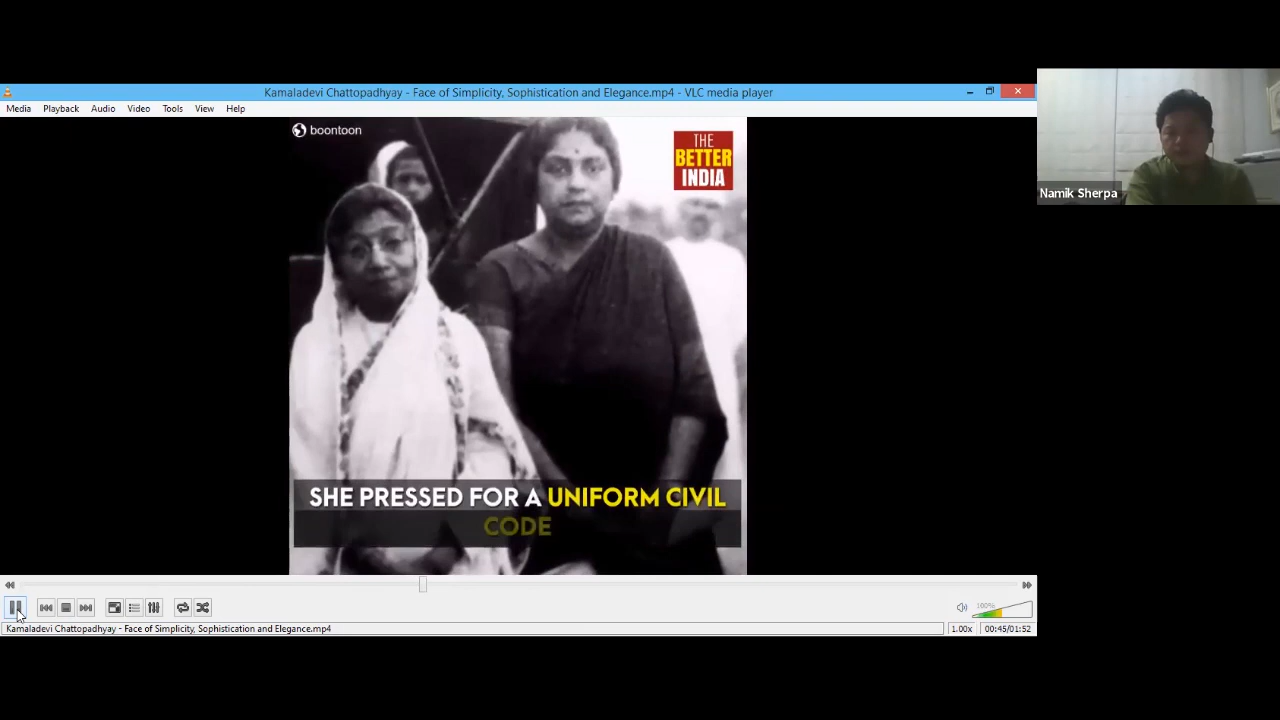 Kamaladevi Chattopadhyay - Face of Simplicity, Sophistication and Elegance.mp4 - VLC media player
Media Playback Audio Video Tools View Help
boontoon
THE
BETTER
INDIA
Namik Sherpa
SHE PRESSED FOR A UNIFORM CIVIL
CODE
100%
Kamaladevi Chattopadhyay - Face of Simplicity, Sophistication and Elegance.mp4
1.00x
00:45/01:52